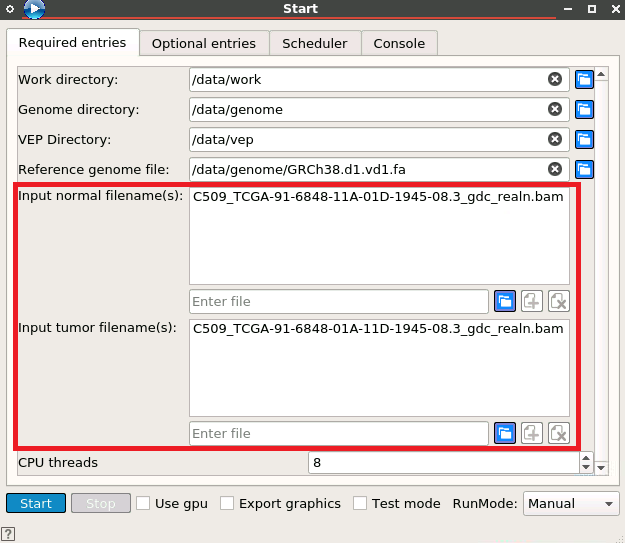 Start
Required entries
Optional entries
Scheduler
Console
Work directory: /data/work
Genome directory: /data/genome
VEP Directory: /data/vep
Reference genome file: /data/genome/GRCh38.d1.vd1.fa
Input normal filename(s): C509_TCGA-91-6848-11A-01D-1945-08.3_gdc_realn.bam
Enter file
Input tumor filename(s): C509_TCGA-91-6848-01A-11D-1945-08.3_gdc_realn.bam
Enter file
CPU threads 8
Start Stop Use gpu Export graphics Test mode RunMode: Manual
?